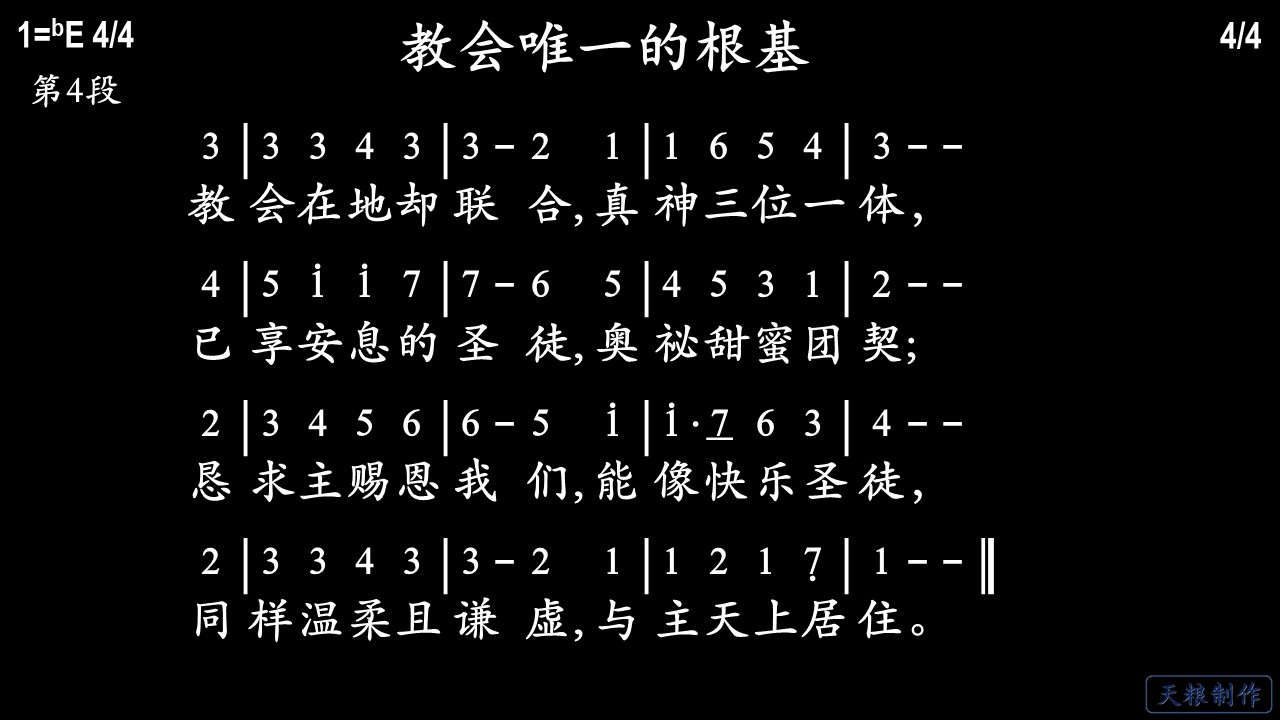 1=ᵇE 4/4
教会唯一的根基
4/4
第4段
3 | 3 3 4 3 | 3 – 2 1 | 1 6 5 4 | 3 – –
教会在地却联合,真神三位一体,
4 | 5 i i 7 | 7 – 6 5 | 4 5 3 1 | 2 – –
已享安息的圣徒,奥祕甜蜜团契;
2 | 3 4 5 6 | 6 – 5 i | i · 7 6 3 | 4 – –
恳求主赐恩我们,能像快乐圣徒,
2 | 3 3 4 3 | 3 – 2 1 | 1 2 1 7̣ | 1 – – ‖
同样温柔且谦虚,与主天上居住。
天粮制作